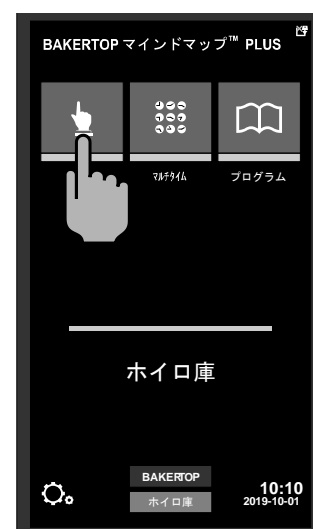 BAKERTOP マインドマップ™ PLUS
マルチタイム
プログラム
ホイロ庫
BAKERTOP
ホイロ庫
10:10
2019-10-01